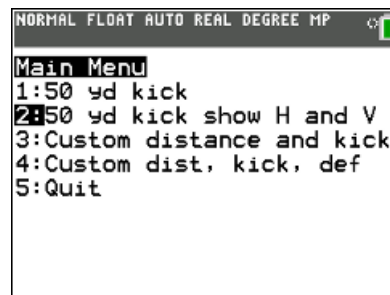 NORMAL FLOAT AUTO REAL DEGREE MP
Main Menu
1:50 yd kick
2:50 yd kick show H and V
3:Custom distance and kick
4:Custom dist, kick, def
5:Quit